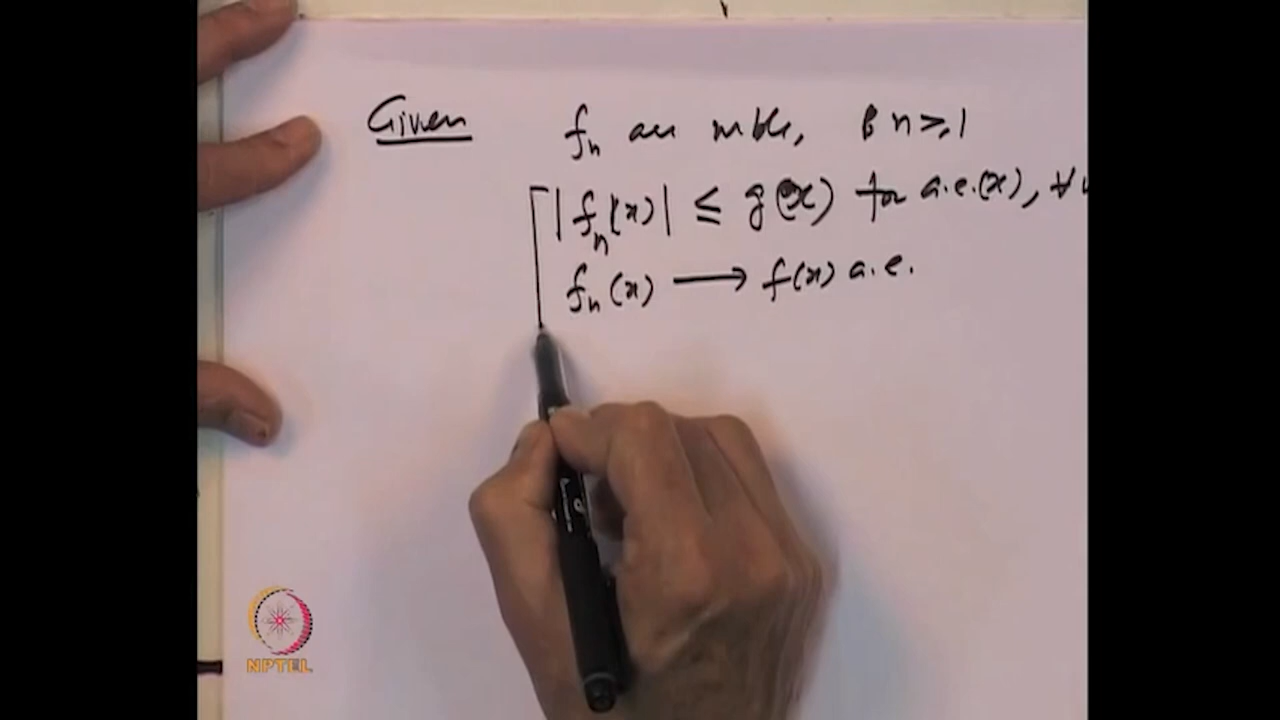 Given fₙ are mble, n ≥ 1
|fₙ(x)| ≤ g(x) for a.e.(x), ∀
fₙ(x) ⟶ f(x) a.e.
NPTEL